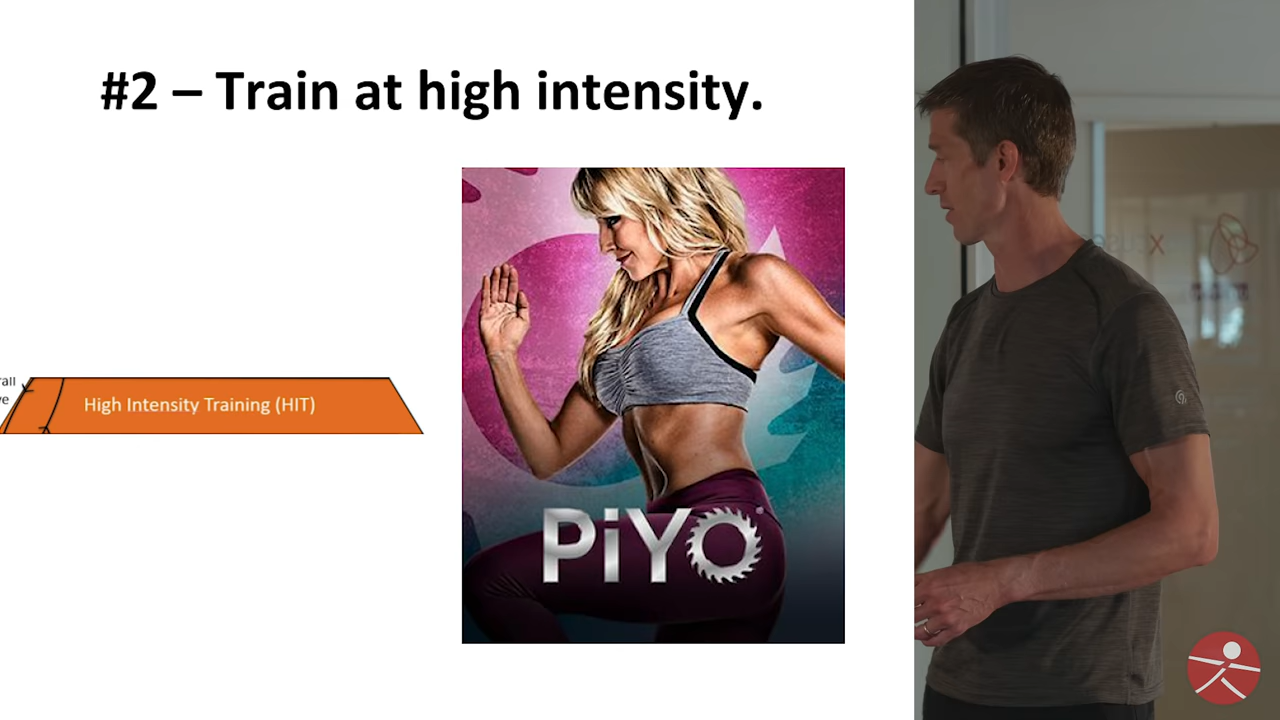 #2 – Train at high intensity.
High Intensity Training (HIT)
PiYO
X